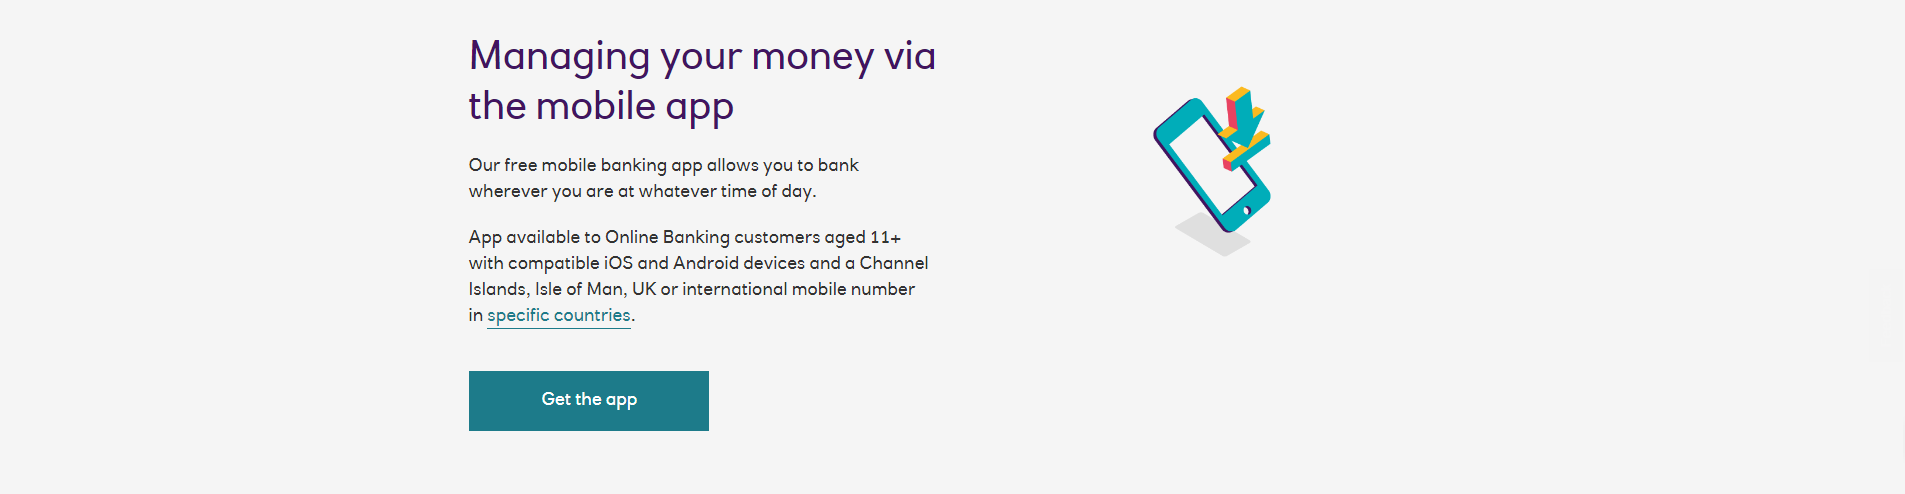 Managing your money via
the mobile app
Our free mobile banking app allows you to bank
wherever you are at whatever time of day.
App available to Online Banking customers aged 11+
with compatible iOS and Android devices and a Channel
Islands, Isle of Man, UK or international mobile number
in specific countries.
Get the app